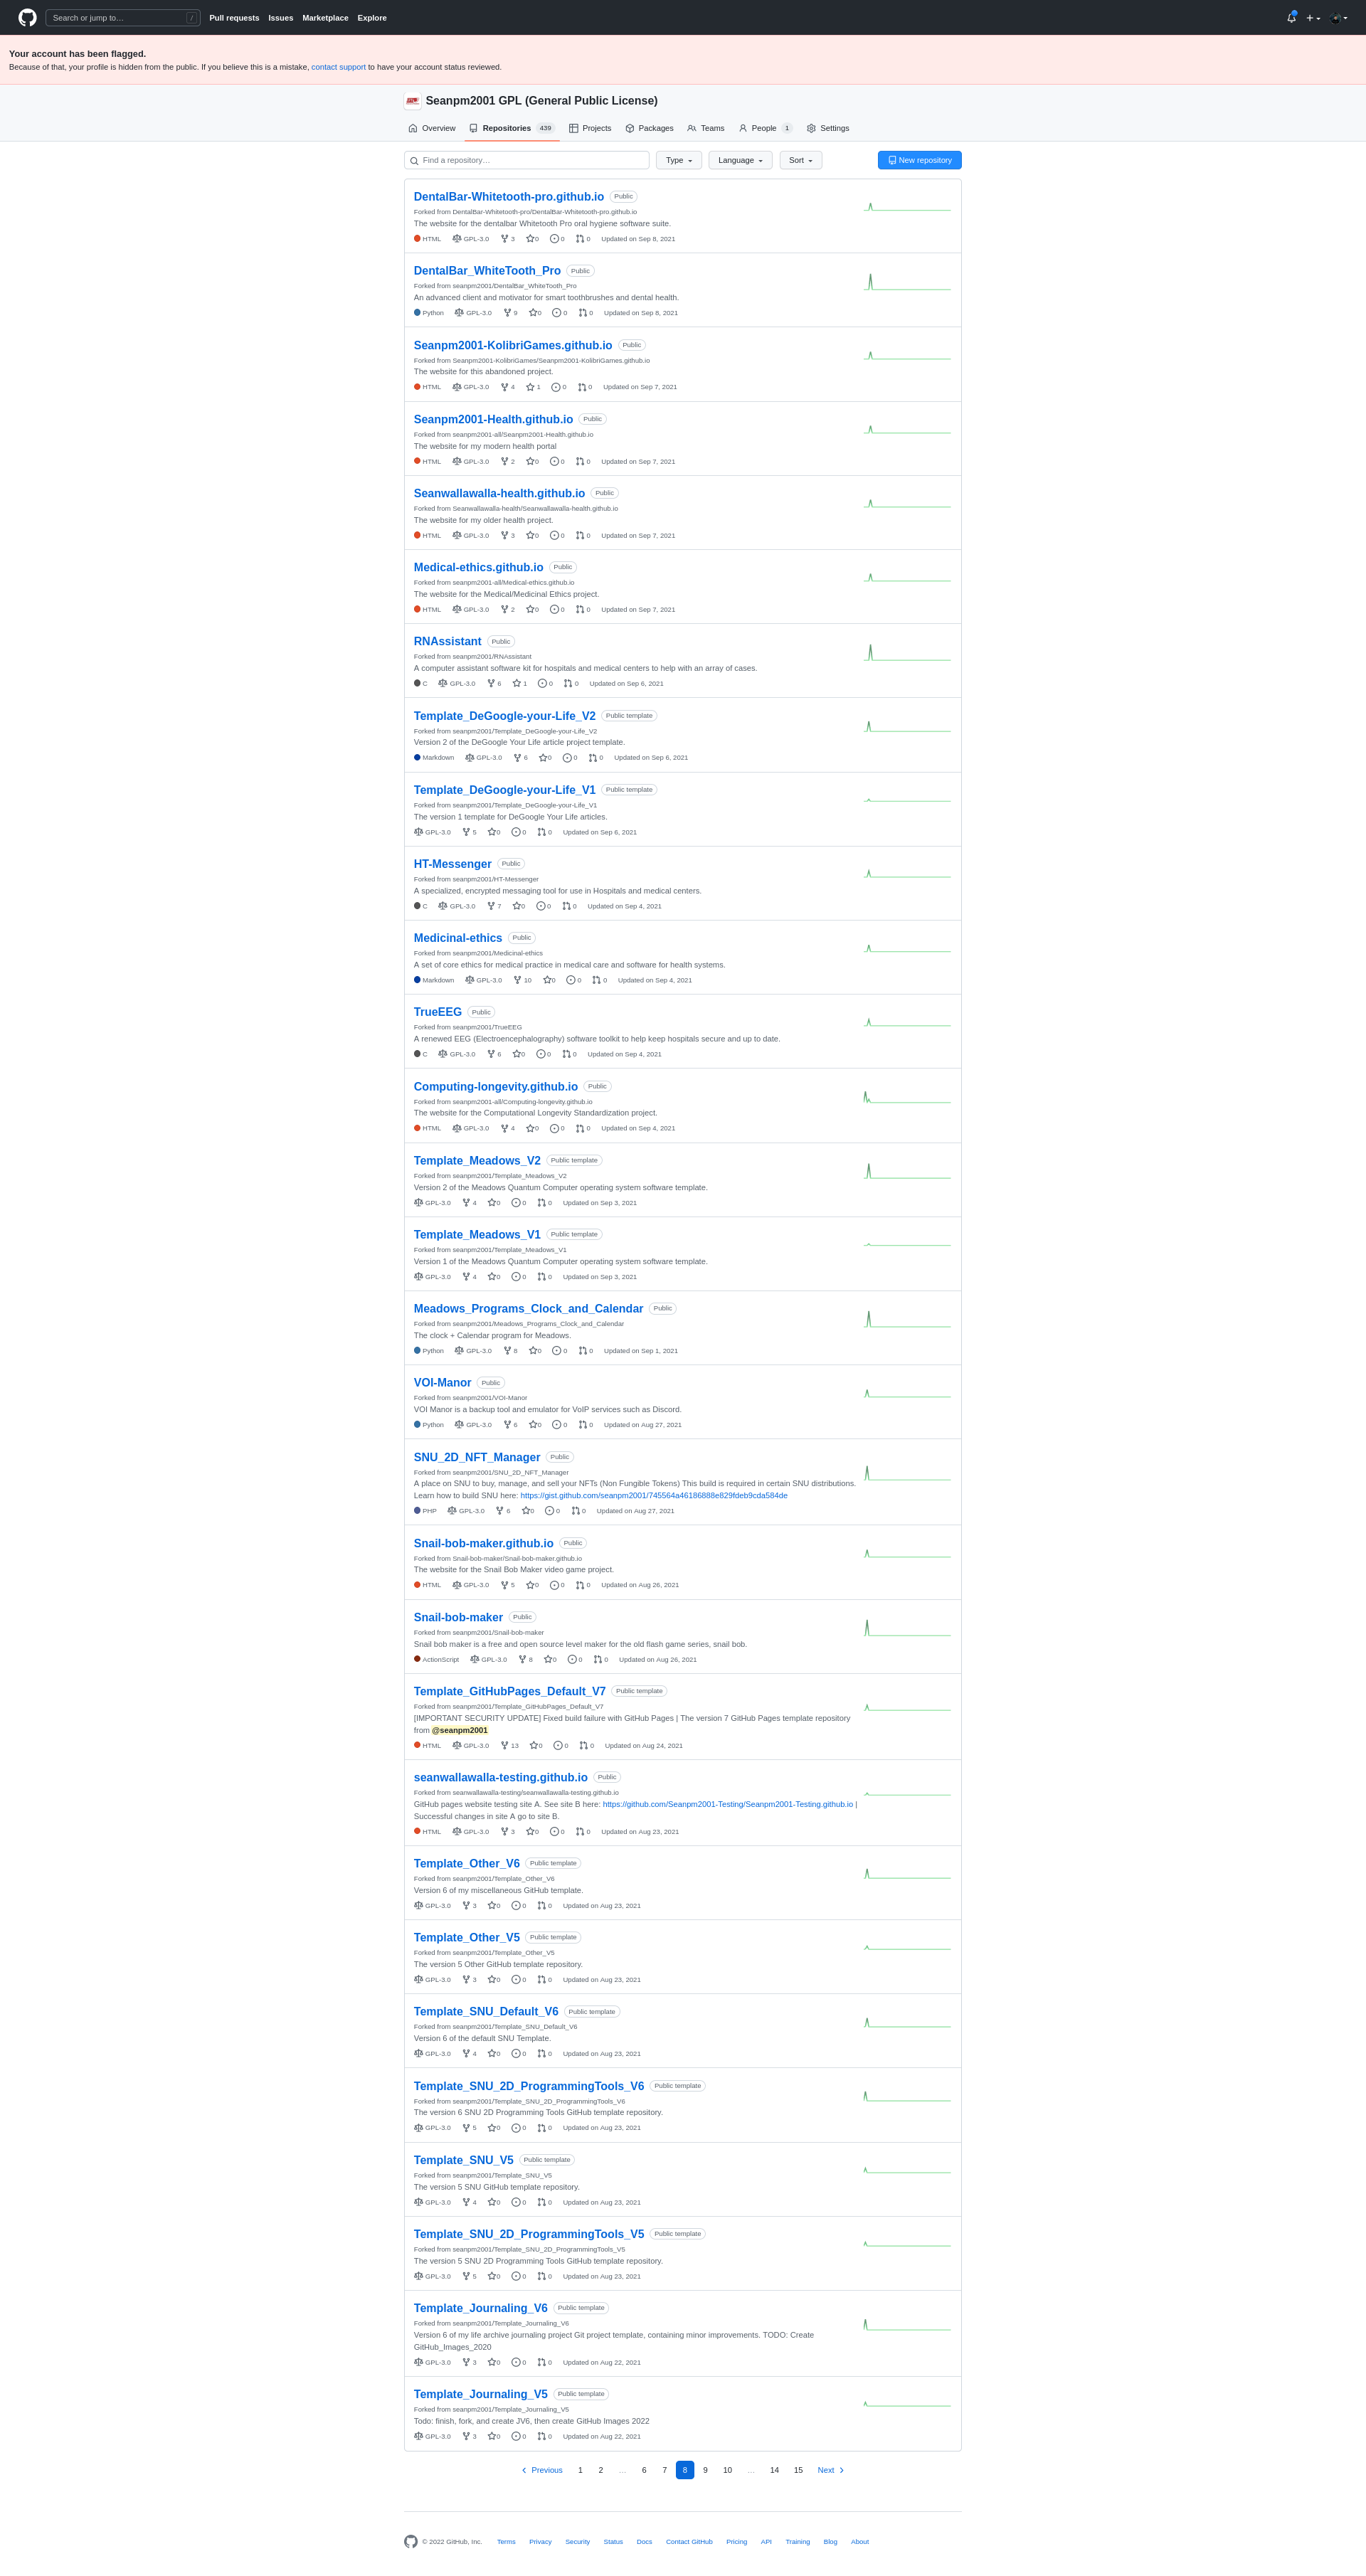 Search or jump to… /
Pull requests Issues Marketplace Explore
Your account has been flagged.
Because of that, your profile is hidden from the public. If you believe this is a mistake, contact support to have your account status reviewed.
Seanpm2001 GPL (General Public License)
Overview Repositories 439 Projects Packages Teams People 1 Settings
Find a repository… Type Language Sort New repository
DentalBar-Whitetooth-pro.github.io Public
Forked from DentalBar-Whitetooth-pro/DentalBar-Whitetooth-pro.github.io
The website for the dentalbar Whitetooth Pro oral hygiene software suite.
HTML GPL-3.0 3 0 0 0 Updated on Sep 8, 2021
DentalBar_WhiteTooth_Pro Public
Forked from seanpm2001/DentalBar_WhiteTooth_Pro
An advanced client and motivator for smart toothbrushes and dental health.
Python GPL-3.0 9 0 0 0 Updated on Sep 8, 2021
Seanpm2001-KolibriGames.github.io Public
Forked from Seanpm2001-KolibriGames/Seanpm2001-KolibriGames.github.io
The website for this abandoned project.
HTML GPL-3.0 4 1 0 0 Updated on Sep 7, 2021
Seanpm2001-Health.github.io Public
Forked from seanpm2001-all/Seanpm2001-Health.github.io
The website for my modern health portal
HTML GPL-3.0 2 0 0 0 Updated on Sep 7, 2021
Seanwallawalla-health.github.io Public
Forked from Seanwallawalla-health/Seanwallawalla-health.github.io
The website for my older health project.
HTML GPL-3.0 3 0 0 0 Updated on Sep 7, 2021
Medical-ethics.github.io Public
Forked from seanpm2001-all/Medical-ethics.github.io
The website for the Medical/Medicinal Ethics project.
HTML GPL-3.0 2 0 0 0 Updated on Sep 7, 2021
RNAssistant Public
Forked from seanpm2001/RNAssistant
A computer assistant software kit for hospitals and medical centers to help with an array of cases.
C GPL-3.0 6 1 0 0 Updated on Sep 6, 2021
Template_DeGoogle-your-Life_V2 Public template
Forked from seanpm2001/Template_DeGoogle-your-Life_V2
Version 2 of the DeGoogle Your Life article project template.
Markdown GPL-3.0 6 0 0 0 Updated on Sep 6, 2021
Template_DeGoogle-your-Life_V1 Public template
Forked from seanpm2001/Template_DeGoogle-your-Life_V1
The version 1 template for DeGoogle Your Life articles.
GPL-3.0 5 0 0 0 Updated on Sep 6, 2021
HT-Messenger Public
Forked from seanpm2001/HT-Messenger
A specialized, encrypted messaging tool for use in Hospitals and medical centers.
C GPL-3.0 7 0 0 0 Updated on Sep 4, 2021
Medicinal-ethics Public
Forked from seanpm2001/Medicinal-ethics
A set of core ethics for medical practice in medical care and software for health systems.
Markdown GPL-3.0 10 0 0 0 Updated on Sep 4, 2021
TrueEEG Public
Forked from seanpm2001/TrueEEG
A renewed EEG (Electroencephalography) software toolkit to help keep hospitals secure and up to date.
C GPL-3.0 6 0 0 0 Updated on Sep 4, 2021
Computing-longevity.github.io Public
Forked from seanpm2001-all/Computing-longevity.github.io
The website for the Computational Longevity Standardization project.
HTML GPL-3.0 4 0 0 0 Updated on Sep 4, 2021
Template_Meadows_V2 Public template
Forked from seanpm2001/Template_Meadows_V2
Version 2 of the Meadows Quantum Computer operating system software template.
GPL-3.0 4 0 0 0 Updated on Sep 3, 2021
Template_Meadows_V1 Public template
Forked from seanpm2001/Template_Meadows_V1
Version 1 of the Meadows Quantum Computer operating system software template.
GPL-3.0 4 0 0 0 Updated on Sep 3, 2021
Meadows_Programs_Clock_and_Calendar Public
Forked from seanpm2001/Meadows_Programs_Clock_and_Calendar
The clock + Calendar program for Meadows.
Python GPL-3.0 8 0 0 0 Updated on Sep 1, 2021
VOI-Manor Public
Forked from seanpm2001/VOI-Manor
VOI Manor is a backup tool and emulator for VoIP services such as Discord.
Python GPL-3.0 6 0 0 0 Updated on Aug 27, 2021
SNU_2D_NFT_Manager Public
Forked from seanpm2001/SNU_2D_NFT_Manager
A place on SNU to buy, manage, and sell your NFTs (Non Fungible Tokens) This build is required in certain SNU distributions.
Learn how to build SNU here: https://gist.github.com/seanpm2001/745564a46186888e829fdeb9cda584de
PHP GPL-3.0 6 0 0 0 Updated on Aug 27, 2021
Snail-bob-maker.github.io Public
Forked from Snail-bob-maker/Snail-bob-maker.github.io
The website for the Snail Bob Maker video game project.
HTML GPL-3.0 5 0 0 0 Updated on Aug 26, 2021
Snail-bob-maker Public
Forked from seanpm2001/Snail-bob-maker
Snail bob maker is a free and open source level maker for the old flash game series, snail bob.
ActionScript GPL-3.0 8 0 0 0 Updated on Aug 26, 2021
Template_GitHubPages_Default_V7 Public template
Forked from seanpm2001/Template_GitHubPages_Default_V7
[IMPORTANT SECURITY UPDATE] Fixed build failure with GitHub Pages | The version 7 GitHub Pages template repository
from @seanpm2001
HTML GPL-3.0 13 0 0 0 Updated on Aug 24, 2021
seanwallawalla-testing.github.io Public
Forked from seanwallawalla-testing/seanwallawalla-testing.github.io
GitHub pages website testing site A. See site B here: https://github.com/Seanpm2001-Testing/Seanpm2001-Testing.github.io |
Successful changes in site A go to site B.
HTML GPL-3.0 3 0 0 0 Updated on Aug 23, 2021
Template_Other_V6 Public template
Forked from seanpm2001/Template_Other_V6
Version 6 of my miscellaneous GitHub template.
GPL-3.0 3 0 0 0 Updated on Aug 23, 2021
Template_Other_V5 Public template
Forked from seanpm2001/Template_Other_V5
The version 5 Other GitHub template repository.
GPL-3.0 3 0 0 0 Updated on Aug 23, 2021
Template_SNU_Default_V6 Public template
Forked from seanpm2001/Template_SNU_Default_V6
Version 6 of the default SNU Template.
GPL-3.0 4 0 0 0 Updated on Aug 23, 2021
Template_SNU_2D_ProgrammingTools_V6 Public template
Forked from seanpm2001/Template_SNU_2D_ProgrammingTools_V6
The version 6 SNU 2D Programming Tools GitHub template repository.
GPL-3.0 5 0 0 0 Updated on Aug 23, 2021
Template_SNU_V5 Public template
Forked from seanpm2001/Template_SNU_V5
The version 5 SNU GitHub template repository.
GPL-3.0 4 0 0 0 Updated on Aug 23, 2021
Template_SNU_2D_ProgrammingTools_V5 Public template
Forked from seanpm2001/Template_SNU_2D_ProgrammingTools_V5
The version 5 SNU 2D Programming Tools GitHub template repository.
GPL-3.0 5 0 0 0 Updated on Aug 23, 2021
Template_Journaling_V6 Public template
Forked from seanpm2001/Template_Journaling_V6
Version 6 of my life archive journaling project Git project template, containing minor improvements. TODO: Create
GitHub_Images_2020
GPL-3.0 3 0 0 0 Updated on Aug 22, 2021
Template_Journaling_V5 Public template
Forked from seanpm2001/Template_Journaling_V5
Todo: finish, fork, and create JV6, then create GitHub Images 2022
GPL-3.0 3 0 0 0 Updated on Aug 22, 2021
Previous 1 2 … 6 7 8 9 10 … 14 15 Next
© 2022 GitHub, Inc. Terms Privacy Security Status Docs Contact GitHub Pricing API Training Blog About